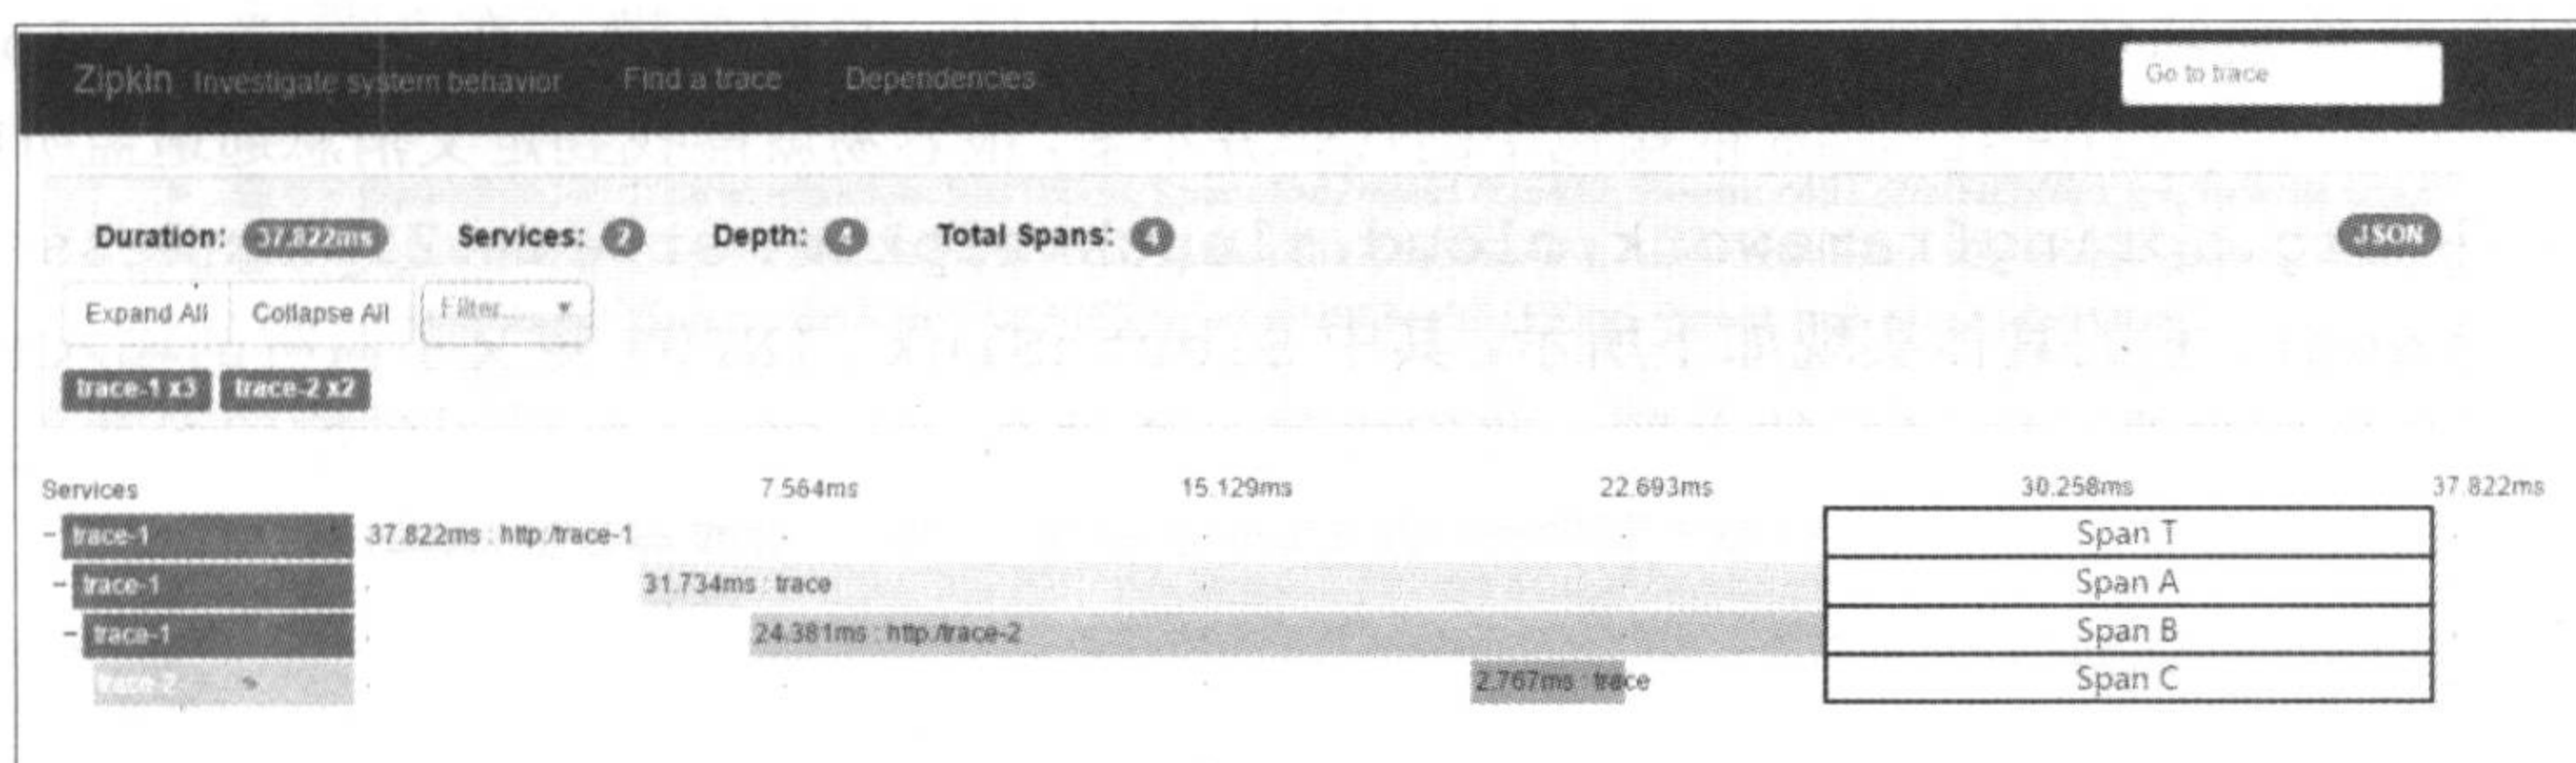 Zipkin Investigate system behavior Find a trace Dependencies Go to trace
Duration: 37.822ms Services: 2 Depth: 4 Total Spans: 4 JSON
Expand All Collapse All Filter...
trace-1 x3 trace-2 x2
Services 7.564ms 15.129ms 22.693ms 30.258ms 37.822ms
trace-1 37.822ms : http:/trace-1 Span T
trace-1 31.734ms : trace Span A
trace-1 24.381ms : http:/trace-2 Span B
trace-2 2.767ms : trace Span C